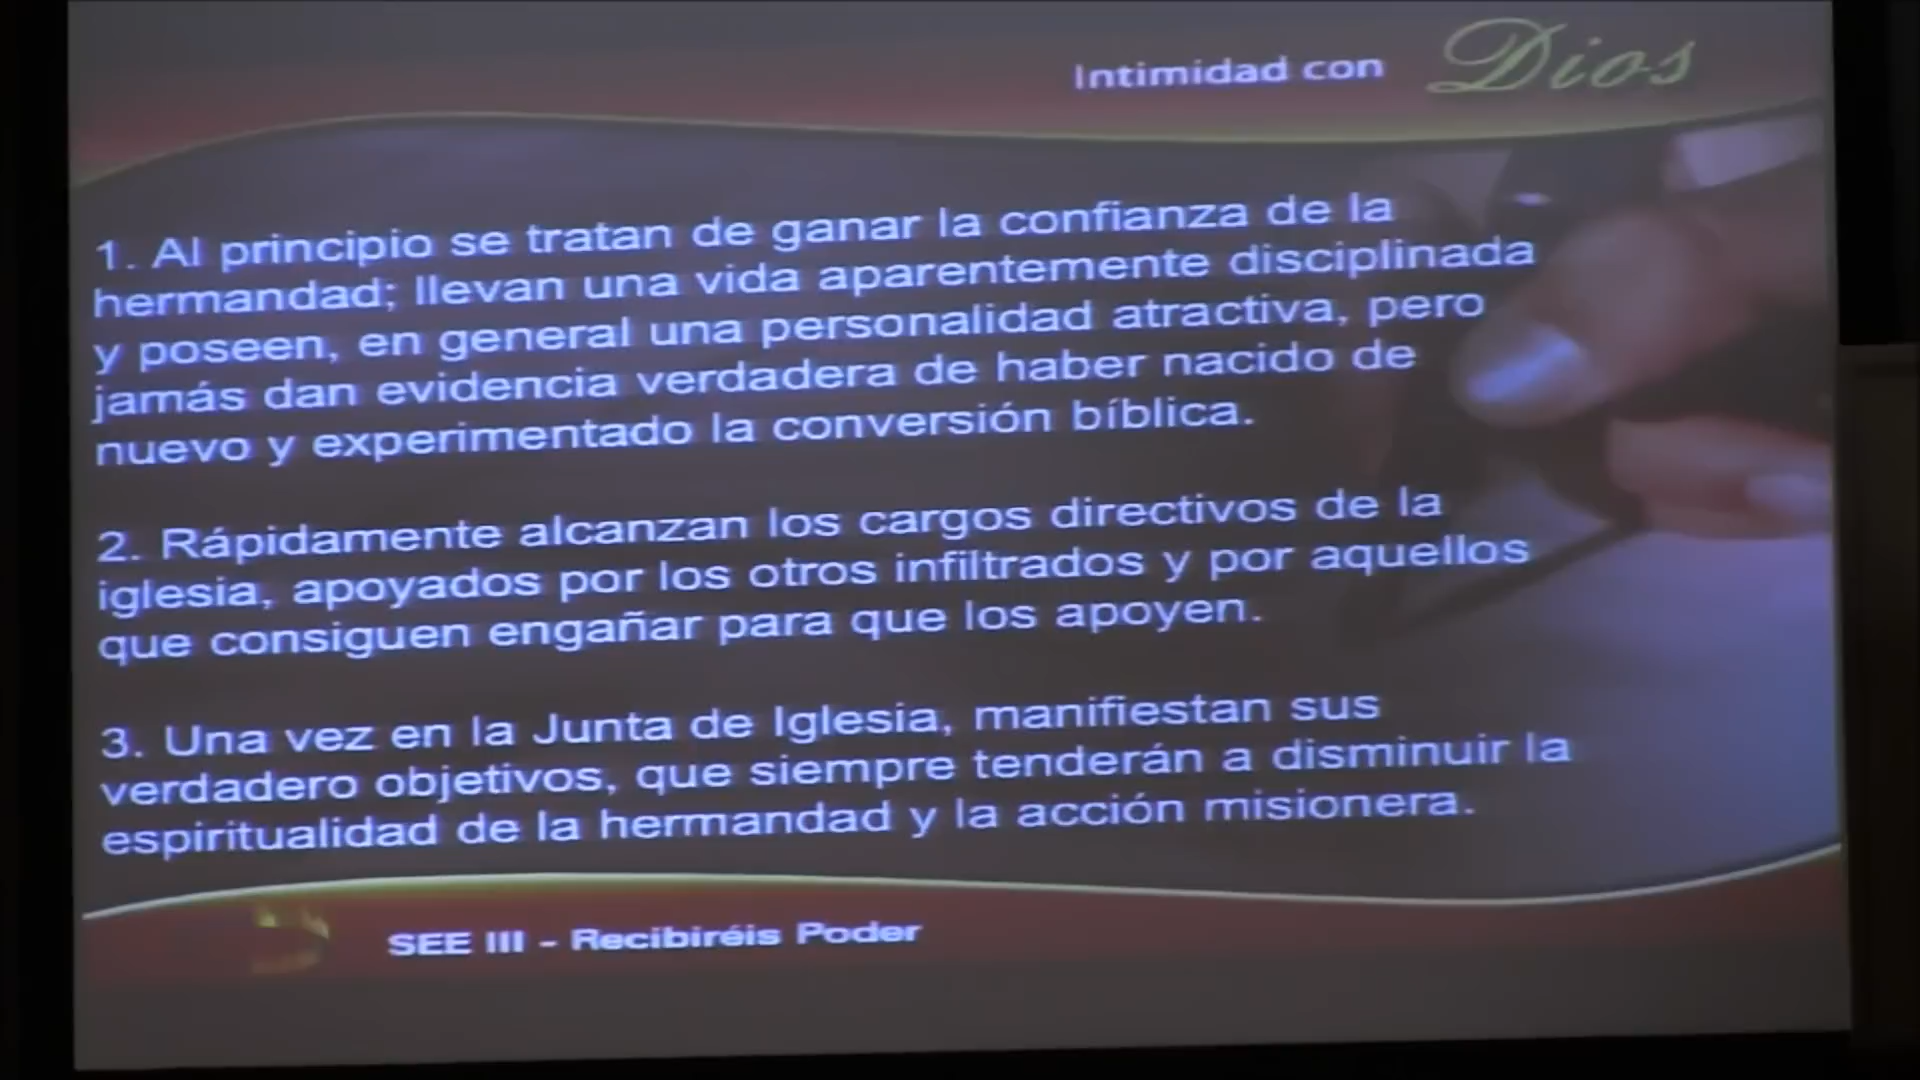 Intimidad con Dios
1. Al principio se tratan de ganar la confianza de la
hermandad; llevan una vida aparentemente disciplinada
y poseen, en general una personalidad atractiva, pero
jamás dan evidencia verdadera de haber nacido de
nuevo y experimentado la conversión bíblica.
2. Rápidamente alcanzan los cargos directivos de la
iglesia, apoyados por los otros infiltrados y por aquellos
que consiguen engañar para que los apoyen.
3. Una vez en la Junta de Iglesia, manifiestan sus
verdadero objetivos, que siempre tenderán a disminuir la
espiritualidad de la hermandad y la acción misionera.
SEE III - Recibiréis Poder